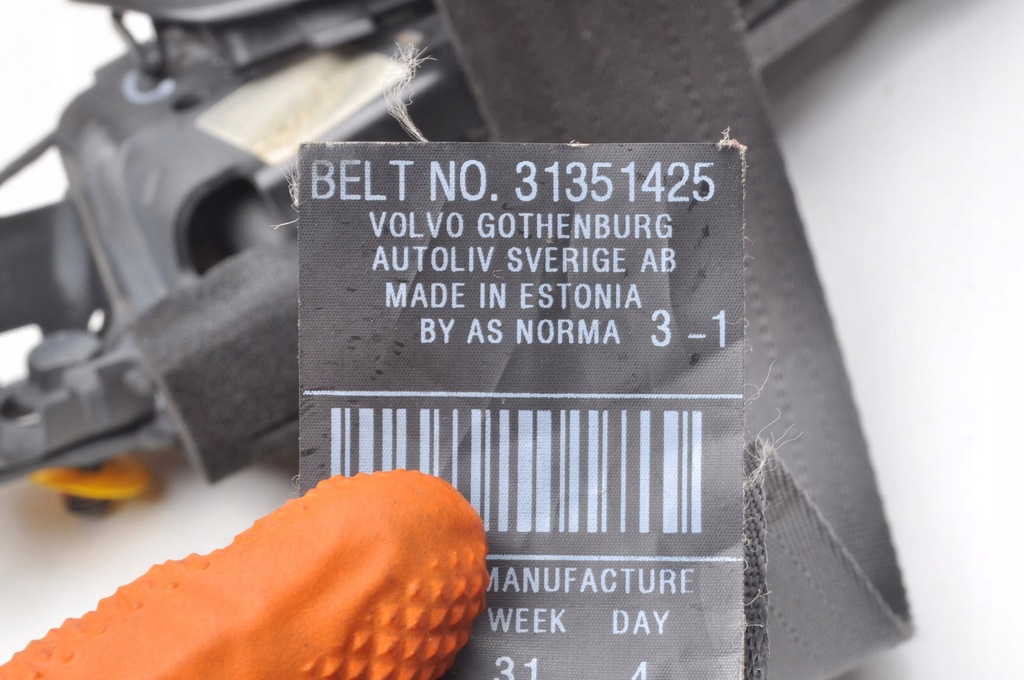 BELT NO. 31351425
VOLVO GOTHENBURG
AUTOLIV SVERIGE AB
MADE IN ESTONIA
BY AS NORMA 3-1
MANUFACTURE
WEEK DAY
31